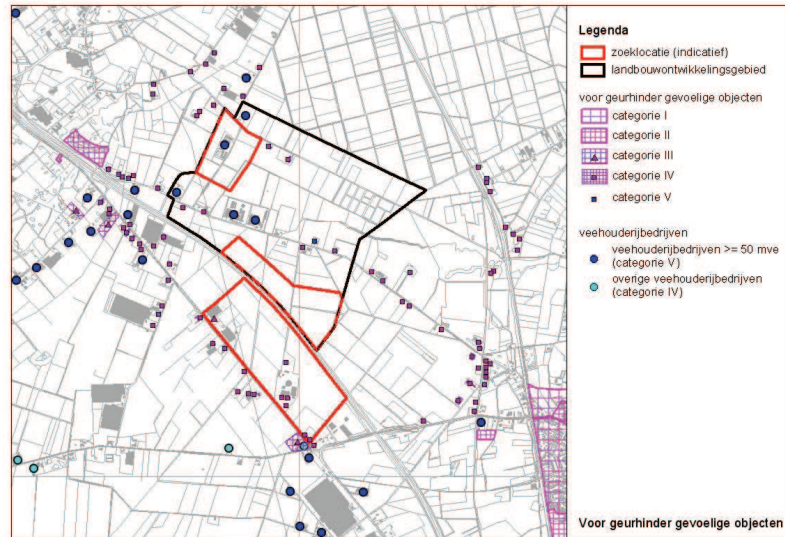 Legenda
zoeklocatie (indicatief)
landbouwontwikkelingsgebied
voor geurhinder gevoelige objecten
categorie I
categorie II
categorie III
categorie IV
categorie V
veehouderijbedrijven
veehouderijbedrijven >= 50 mve
(categorie V)
overige veehouderijbedrijven
(categorie IV)
Voor geurhinder gevoelige objecten